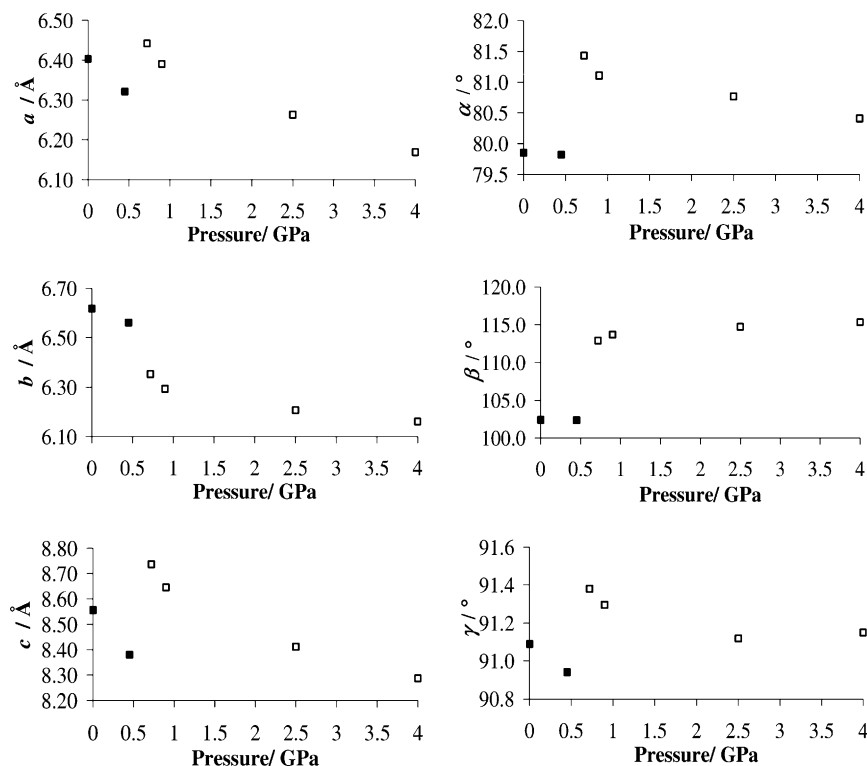 6.50
6.40
6.30
6.20
6.10
a / Å
0 0.5 1 1.5 2 2.5 3 3.5 4
Pressure/ GPa
82.0
81.5
81.0
80.5
80.0
79.5
α / °
0 0.5 1 1.5 2 2.5 3 3.5 4
Pressure/ GPa
6.70
6.50
6.30
6.10
b / Å
0 0.5 1 1.5 2 2.5 3 3.5 4
Pressure/ GPa
120.0
115.0
110.0
105.0
100.0
β / °
0 0.5 1 1.5 2 2.5 3 3.5 4
Pressure/ GPa
8.80
8.70
8.60
8.50
8.40
8.30
8.20
c / Å
0 0.5 1 1.5 2 2.5 3 3.5 4
Pressure/ GPa
91.6
91.4
91.2
91.0
90.8
γ / °
0 0.5 1 1.5 2 2.5 3 3.5 4
Pressure/ GPa